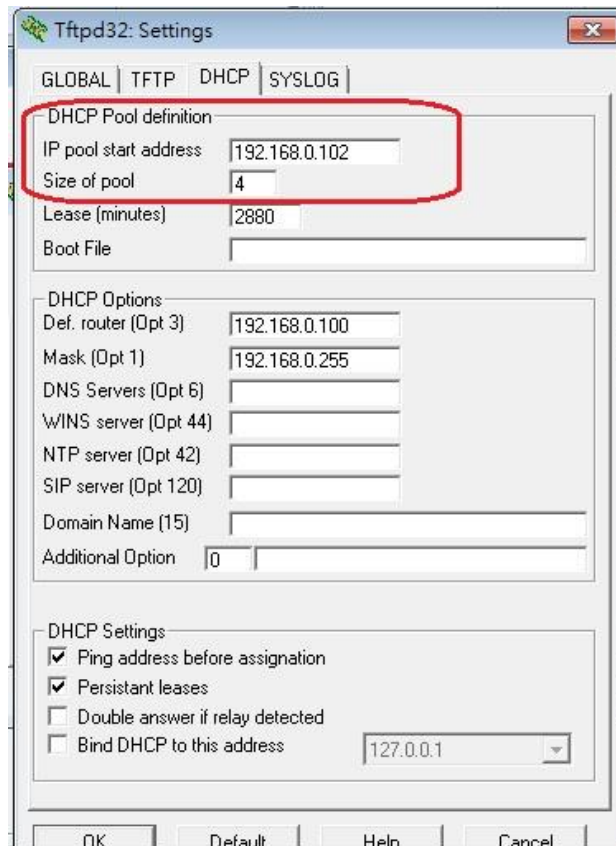 Tftpd32: Settings
GLOBAL TFTP DHCP SYSLOG
DHCP Pool definition
IP pool start address 192.168.0.102
Size of pool 4
Lease (minutes) 2880
Boot File
DHCP Options
Def. router (Opt 3) 192.168.0.100
Mask (Opt 1) 192.168.0.255
DNS Servers (Opt 6)
WINS server (Opt 44)
NTP server (Opt 42)
SIP server (Opt 120)
Domain Name (15)
Additional Option 0
DHCP Settings
Ping address before assignation
Persistant leases
Double answer if relay detected
Bind DHCP to this address 127.0.0.1
OK Default Help Cancel